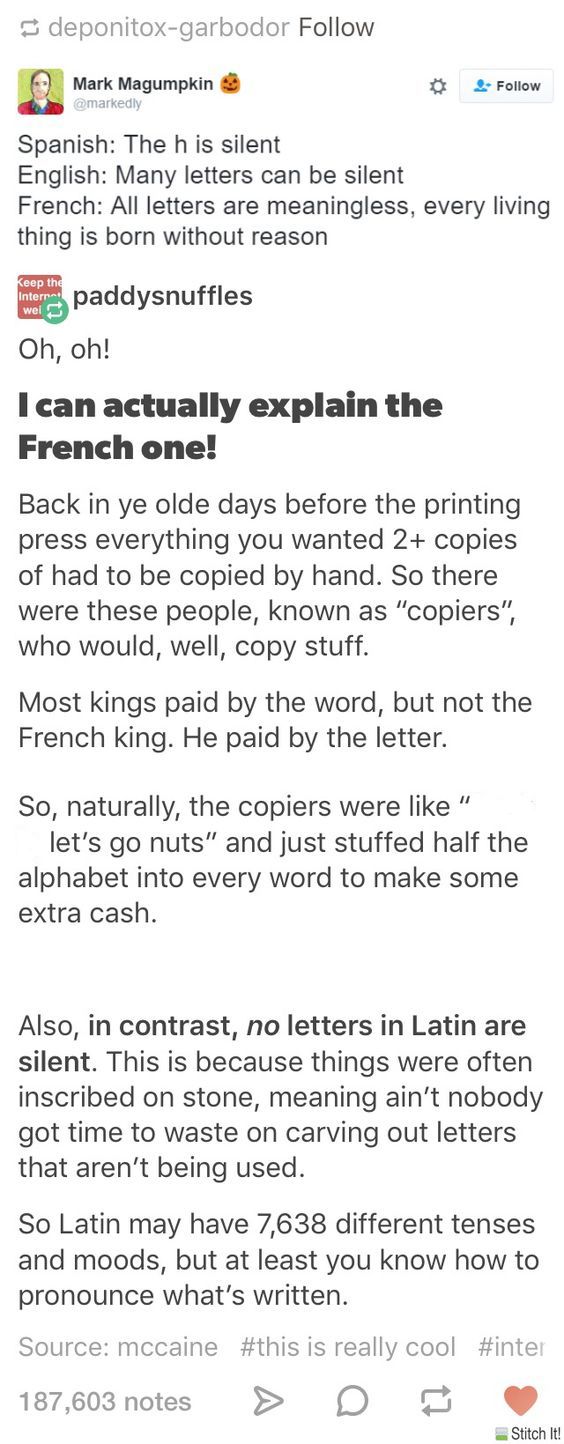 deponitox-garbodor Follow
Mark Magumpkin 🎃
@markedly
Follow
Spanish: The h is silent
English: Many letters can be silent
French: All letters are meaningless, every living
thing is born without reason
Keep the
Internet
wei
paddysnuffles
Oh, oh!
I can actually explain the
French one!
Back in ye olde days before the printing
press everything you wanted 2+ copies
of had to be copied by hand. So there
were these people, known as “copiers”,
who would, well, copy stuff.
Most kings paid by the word, but not the
French king. He paid by the letter.
So, naturally, the copiers were like “
let’s go nuts” and just stuffed half the
alphabet into every word to make some
extra cash.
Also, in contrast, no letters in Latin are
silent. This is because things were often
inscribed on stone, meaning ain’t nobody
got time to waste on carving out letters
that aren’t being used.
So Latin may have 7,638 different tenses
and moods, but at least you know how to
pronounce what’s written.
Source: mccaine #this is really cool #inter
187,603 notes
Stitch It!